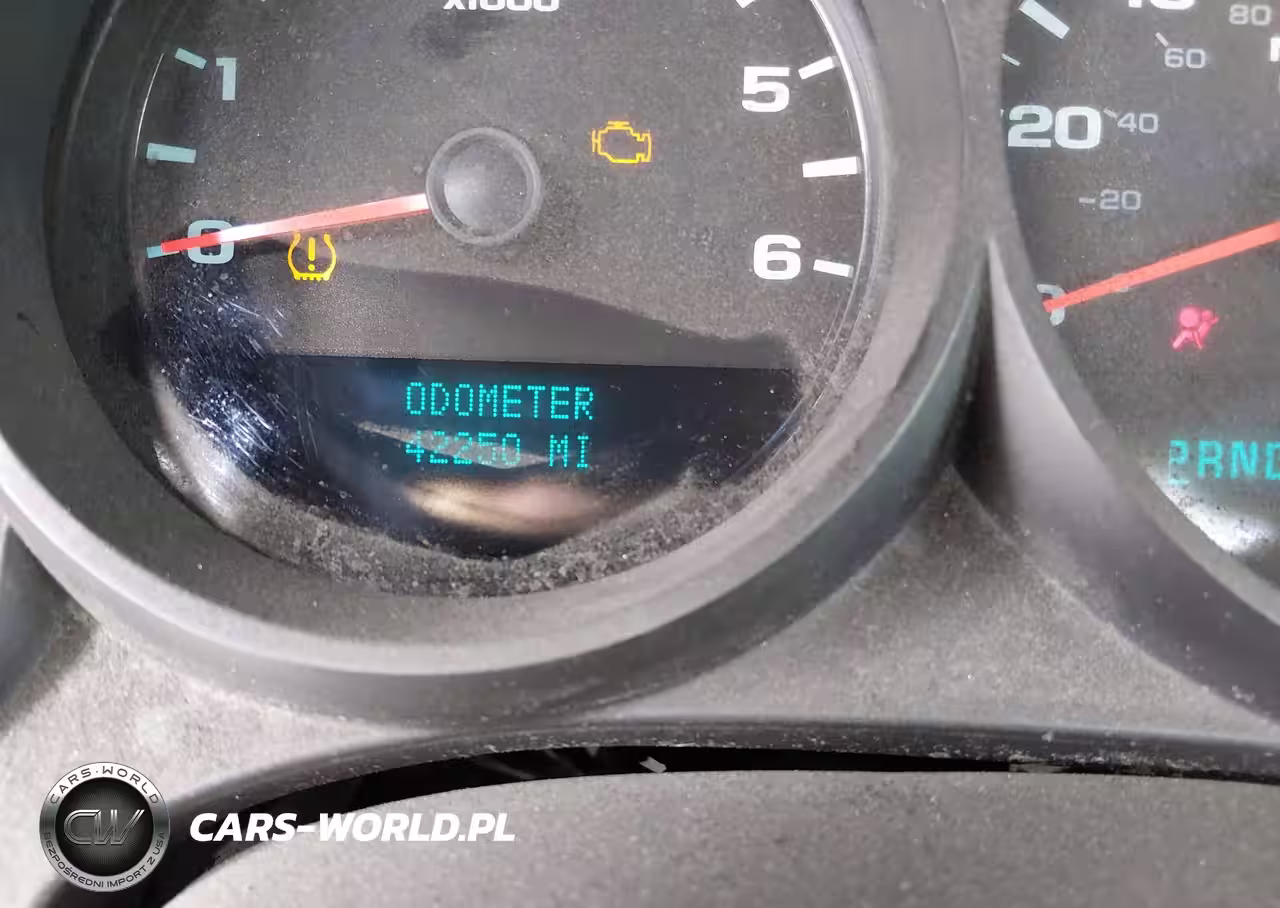 X1000
1
5
0
6
ODOMETER
42250 MI
80
60
20
40
20
RND
CARS-WORLD
CW
BEZPOŚREDNI IMPORT Z USA
CARS-WORLD.PL